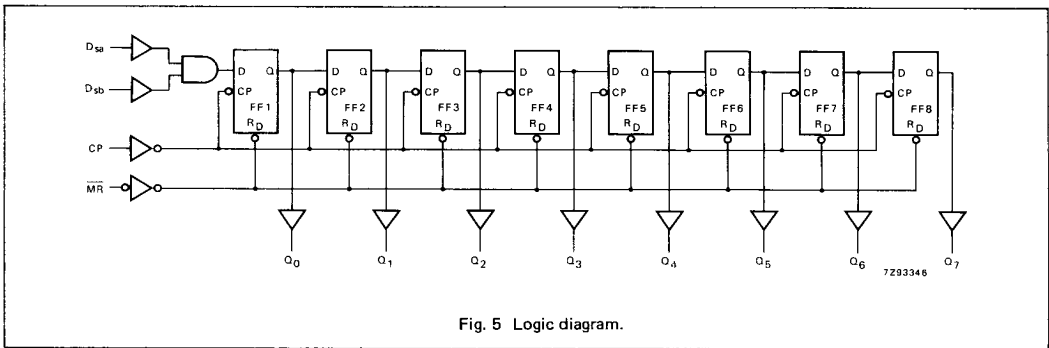 Dsa
Dsb
D Q D Q D Q D Q D Q D Q D Q D Q
CP CP CP CP CP CP CP CP
FF1 FF2 FF3 FF4 FF5 FF6 FF7 FF8
RD RD RD RD RD RD RD RD
CP
MR
Q0 Q1 Q2 Q3 Q4 Q5 Q6 Q7
7Z93346
Fig. 5 Logic diagram.